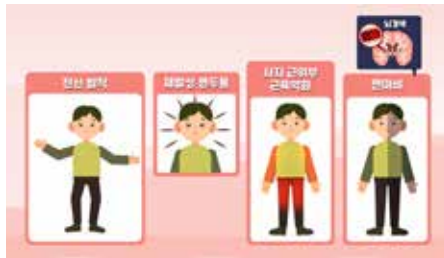 뇌경색
전신 발작
재발성 편두통
사지 근위부
근육약화
편마비